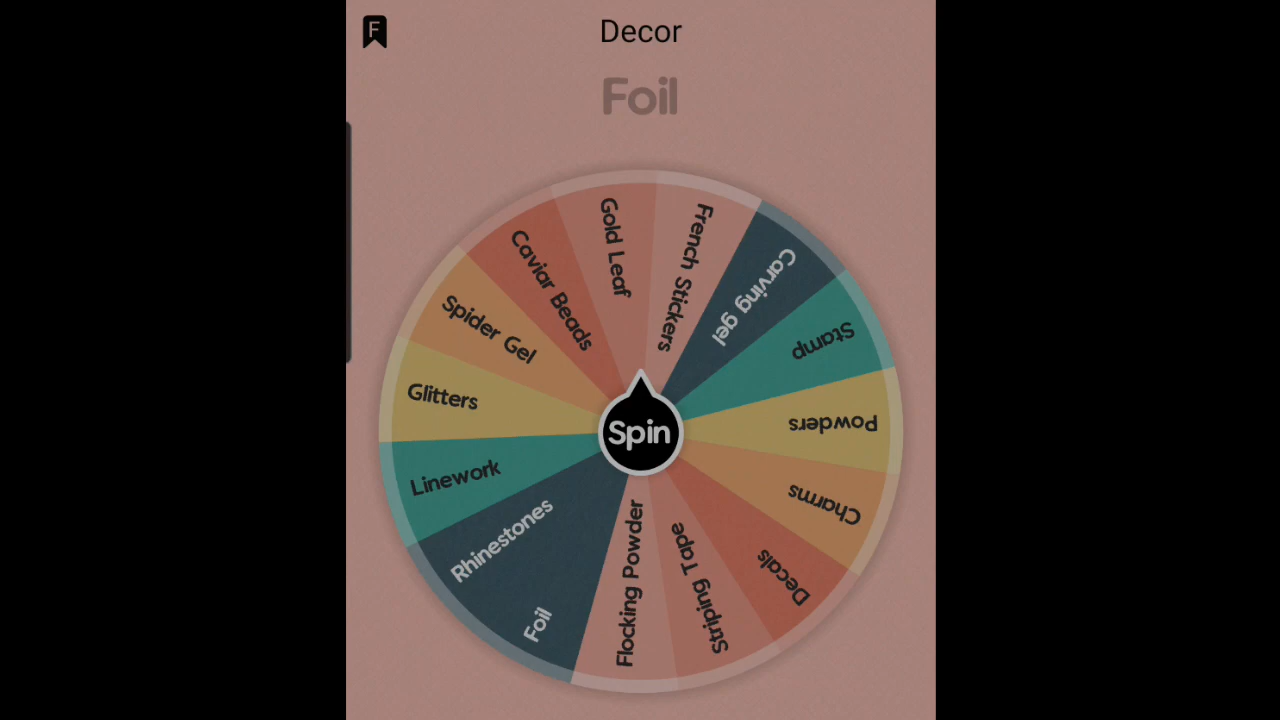 F
Decor
Foil
Gold Leaf
French Stickers
Carving gel
Stamp
Powders
Charms
Decals
Striping Tape
Flocking Powder
Foil
Rhinestones
Linework
Glitters
Spider Gel
Caviar Beads
Spin